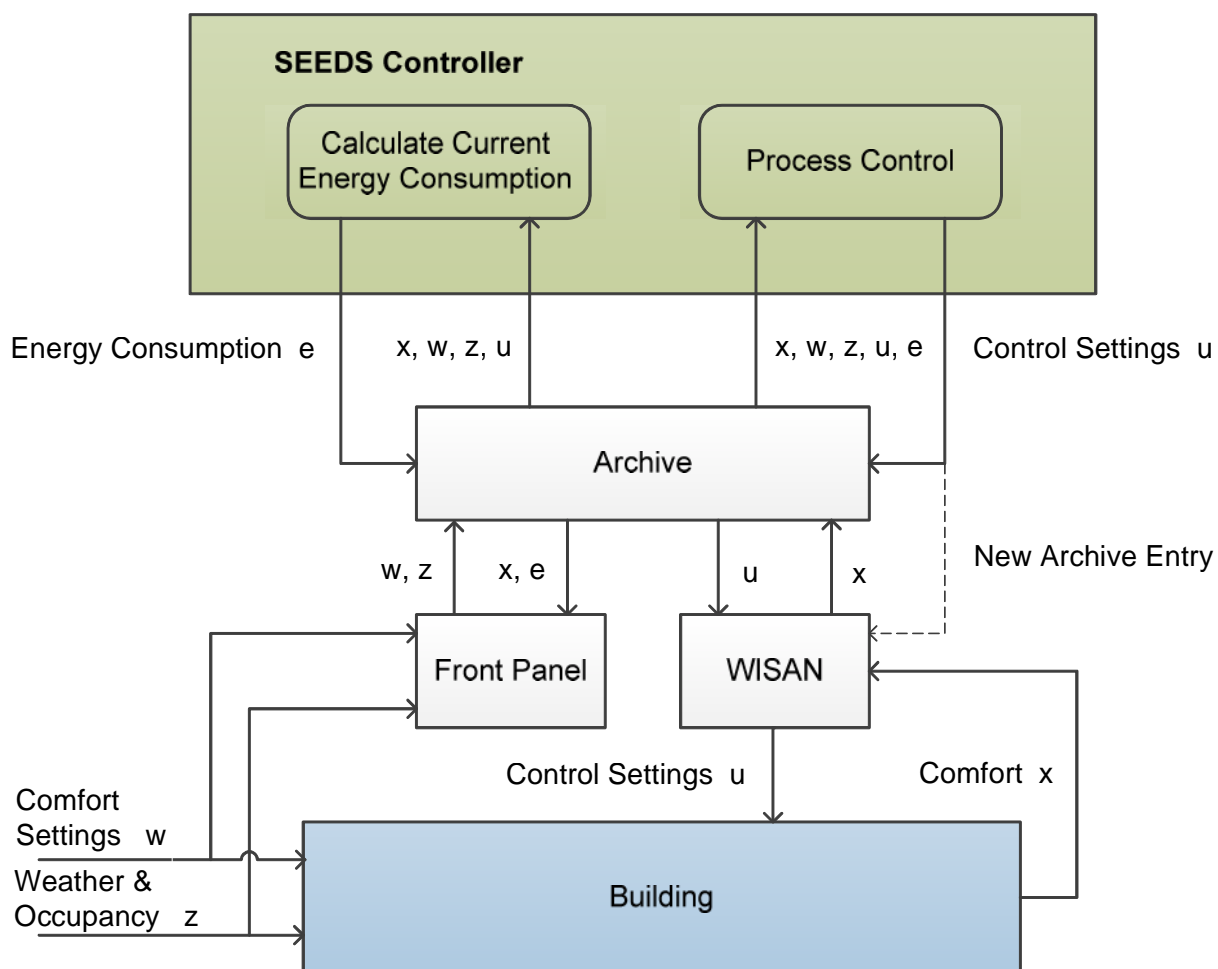 SEEDS Controller
Calculate Current
Energy Consumption
Process Control
Energy Consumption e
x, w, z, u
x, w, z, u, e
Control Settings u
Archive
w, z
x, e
u
x
New Archive Entry
Front Panel
WISAN
Control Settings u
Comfort x
Comfort
Settings w
Weather &
Occupancy z
Building